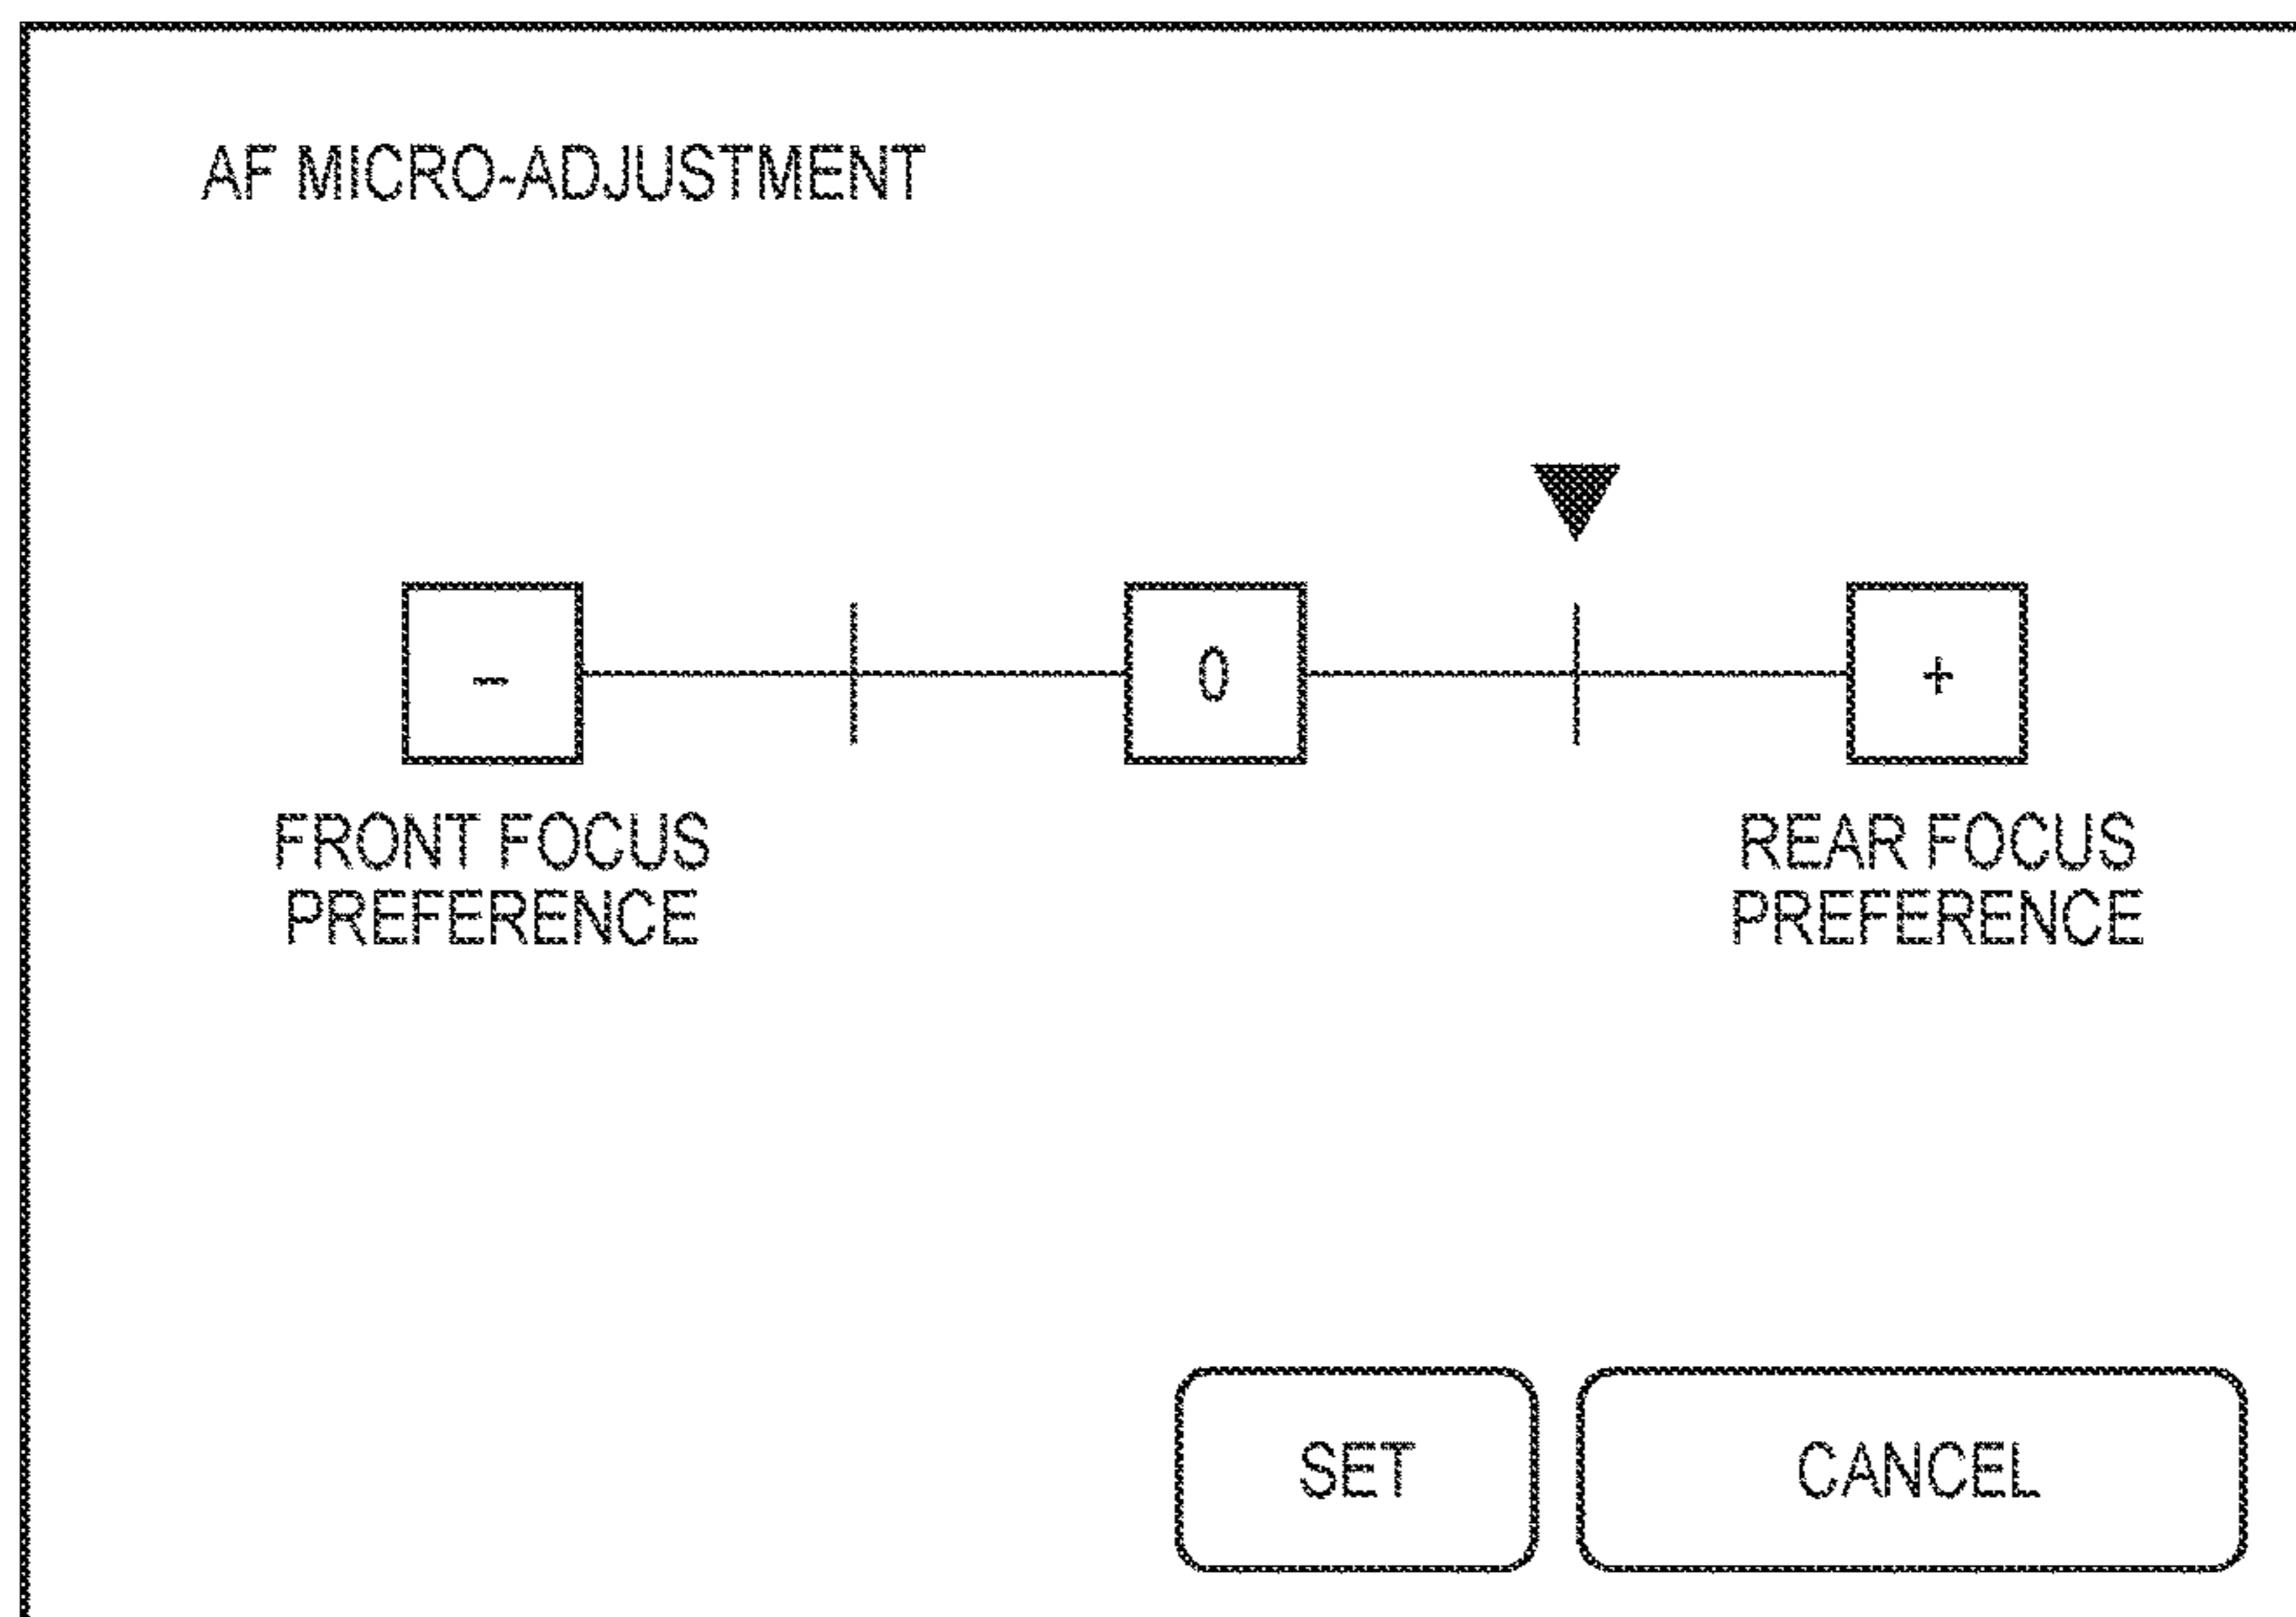 AF MICRO-ADJUSTMENT
− 0 +
FRONT FOCUS
PREFERENCE
REAR FOCUS
PREFERENCE
SET
CANCEL